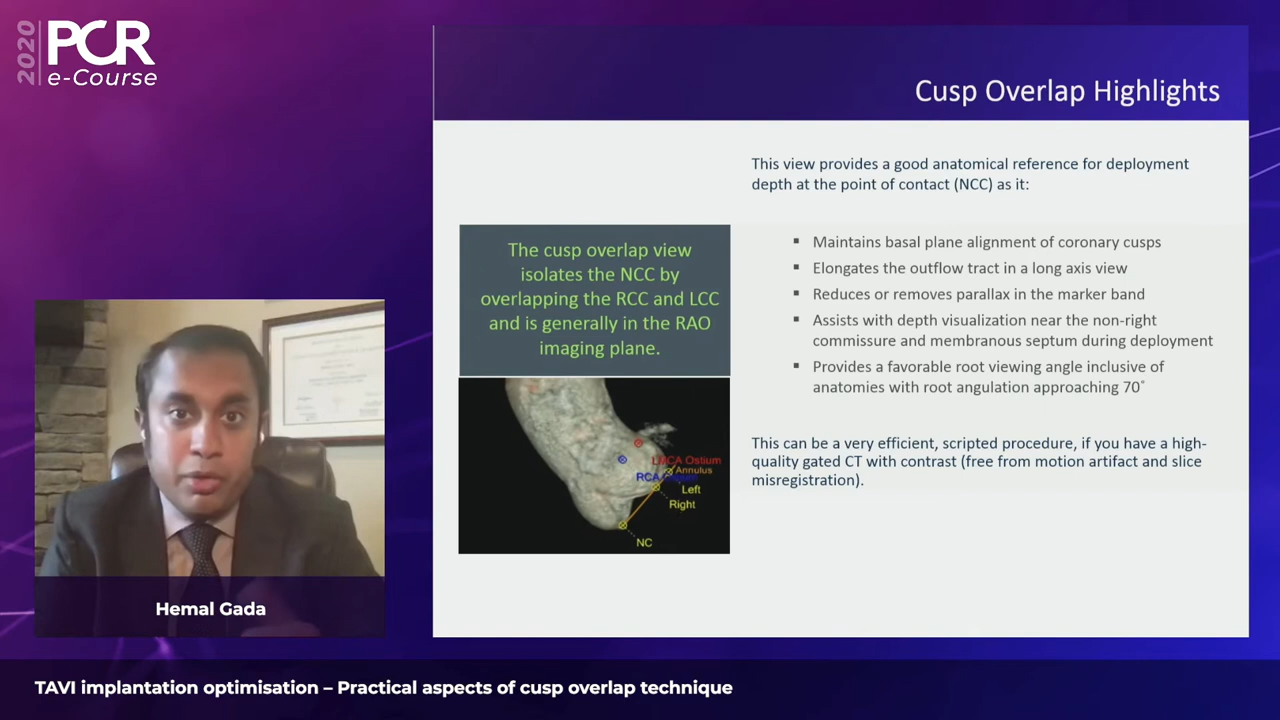 2020
PCR
e-Course
Cusp Overlap Highlights
This view provides a good anatomical reference for deployment
depth at the point of contact (NCC) as it:
▪ Maintains basal plane alignment of coronary cusps
▪ Elongates the outflow tract in a long axis view
▪ Reduces or removes parallax in the marker band
▪ Assists with depth visualization near the non-right
commissure and membranous septum during deployment
▪ Provides a favorable root viewing angle inclusive of
anatomies with root angulation approaching 70˚
This can be a very efficient, scripted procedure, if you have a high-
quality gated CT with contrast (free from motion artifact and slice
misregistration).
The cusp overlap view
isolates the NCC by
overlapping the RCC and LCC
and is generally in the RAO
imaging plane.
Ostium
Annulus
RCA
Left
Right
NC
Hemal Gada
TAVI implantation optimisation – Practical aspects of cusp overlap technique